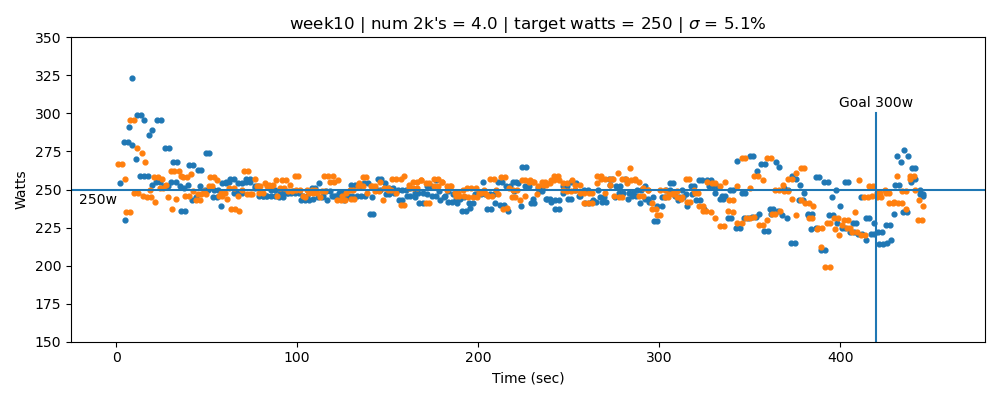 week10 | num 2k's = 4.0 | target watts = 250 | σ = 5.1%
350
325
300
275
250
225
200
175
150
Watts
Goal 300w
250w
0
100
200
300
400
Time (sec)